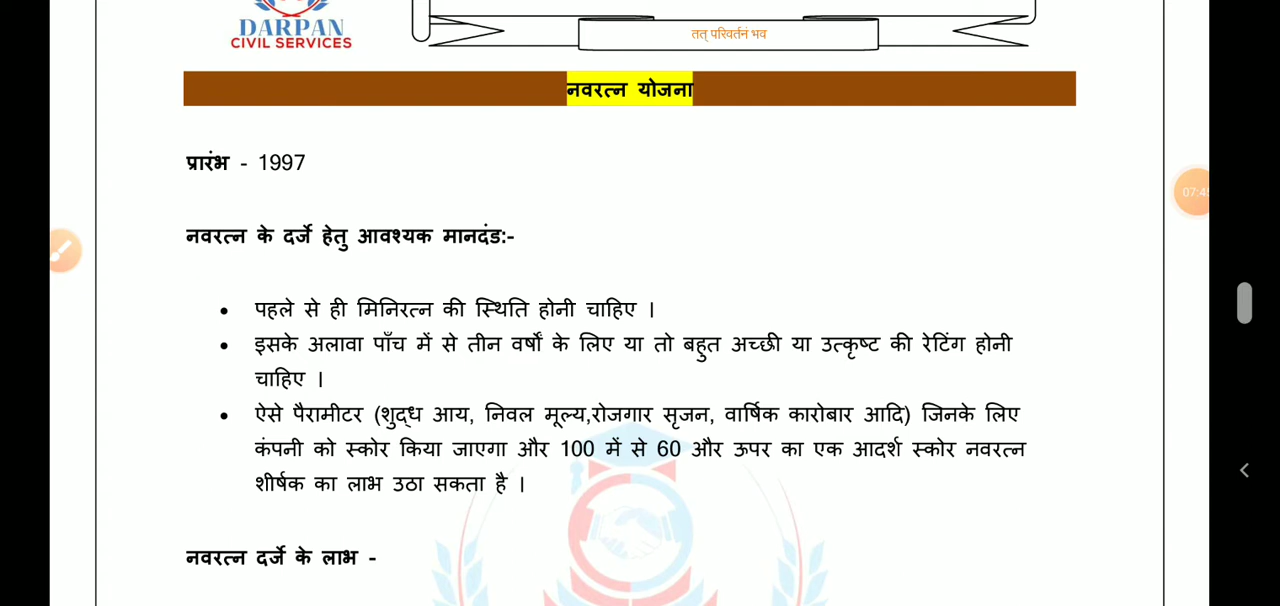 DARPAN
CIVIL SERVICES
तत् परिवर्तनं भव
नवरत्न योजना
प्रारंभ - 1997
नवरत्न के दर्जे हेतु आवश्यक मानदंड:-
• पहले से ही मिनिरत्न की स्थिति होनी चाहिए ।
• इसके अलावा पाँच में से तीन वर्षों के लिए या तो बहुत अच्छी या उत्कृष्ट की रेटिंग होनी
चाहिए ।
• ऐसे पैरामीटर (शुद्ध आय, निवल मूल्य,रोजगार सृजन, वार्षिक कारोबार आदि) जिनके लिए
कंपनी को स्कोर किया जाएगा और 100 में से 60 और ऊपर का एक आदर्श स्कोर नवरत्न
शीर्षक का लाभ उठा सकता है ।
नवरत्न दर्जे के लाभ -